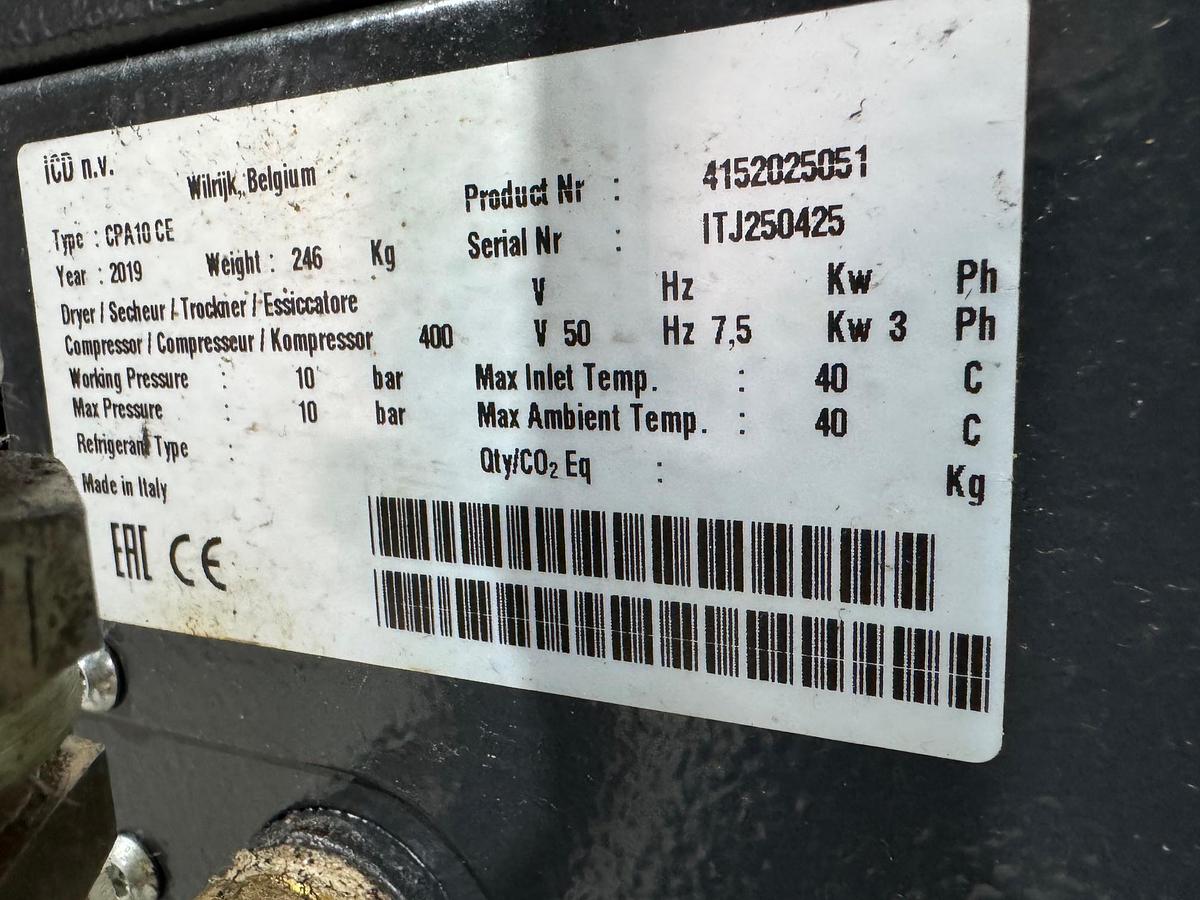 iCD n.v.
Wilrijk, Belgium
Product Nr : 4152025051
Type : CPA10 CE
Serial Nr : ITJ250425
Year : 2019 Weight : 246 Kg
Dryer / Secheur / Trockner / Essiccatore V Hz Kw Ph
Compressor / Compresseur / Kompressor 400 V 50 Hz 7,5 Kw 3 Ph
Working Pressure : 10 bar Max Inlet Temp. : 40 C
Max Pressure : 10 bar Max Ambient Temp. : 40 C
Refrigerant Type : Qty/CO₂ Eq : Kg
Made in Italy
EAC CE